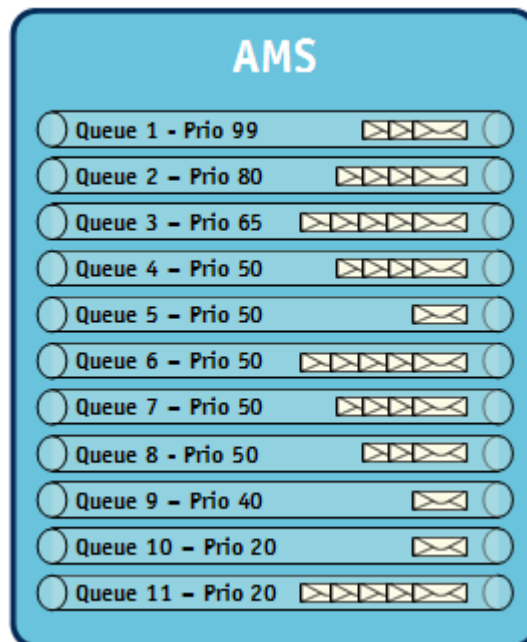 AMS
Queue 1 - Prio 99
Queue 2 – Prio 80
Queue 3 – Prio 65
Queue 4 – Prio 50
Queue 5 – Prio 50
Queue 6 – Prio 50
Queue 7 – Prio 50
Queue 8 - Prio 50
Queue 9 – Prio 40
Queue 10 – Prio 20
Queue 11 – Prio 20